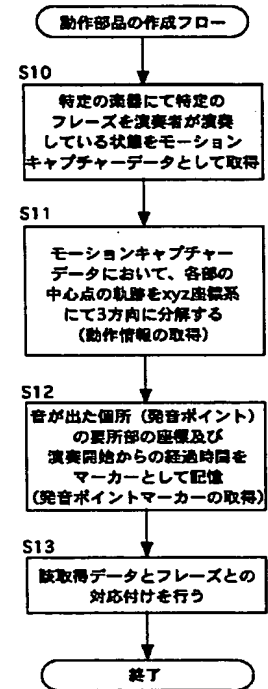 動作部品の作成フロー
S10
特定の楽器にて特定の
フレーズを演奏者が演奏
している状態をモーション
キャプチャーデータとして取得
S11
モーションキャプチャー
データにおいて、各部の
中心点の軌跡をxyz座標系
にて3方向に分解する
(動作情報の取得)
S12
音が出た個所(発音ポイント)
の要所部の座標及び
演奏開始からの経過時間を
マーカーとして記憶
(発音ポイントマーカーの取得)
S13
該取得データとフレーズとの
対応付けを行う
終了